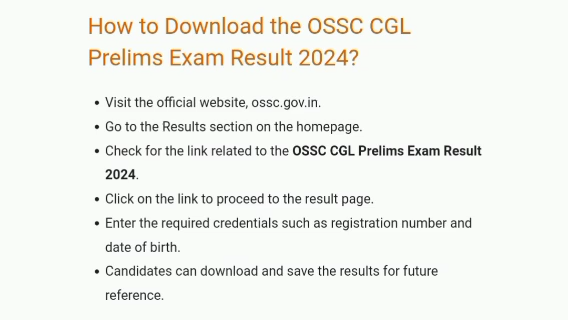 How to Download the OSSC CGL
Prelims Exam Result 2024?
• Visit the official website, ossc.gov.in.
• Go to the Results section on the homepage.
• Check for the link related to the OSSC CGL Prelims Exam Result
2024.
• Click on the link to proceed to the result page.
• Enter the required credentials such as registration number and
date of birth.
• Candidates can download and save the results for future
reference.